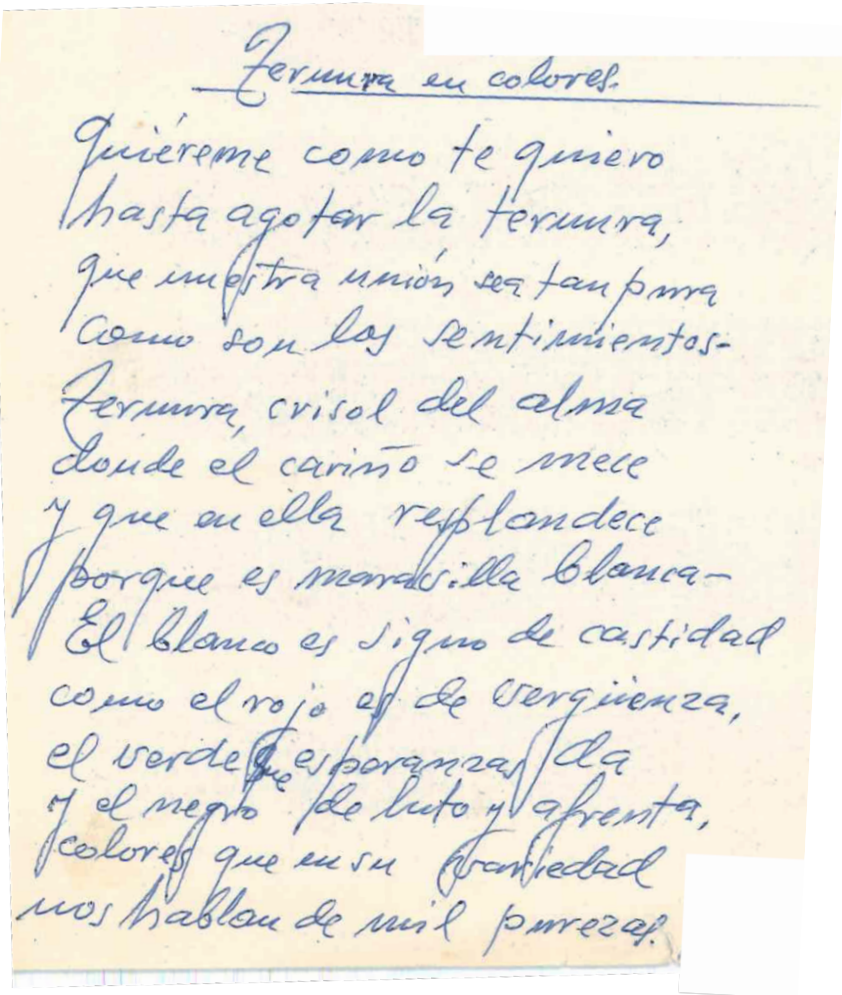 Ternura en colores.
Quiéreme como te quiero
hasta agotar la ternura,
que nuestra unión sea tan pura
como son los sentimientos-
Ternura, crisol del alma
donde el cariño se mece
y que en ella resplandece
porque es maravilla blanca-
El blanco es signo de castidad
como el rojo es de vergüenza,
el verde que esperanzas da
y el negro de luto y afrenta,
colores que en su variedad
nos hablan de mil purezas.